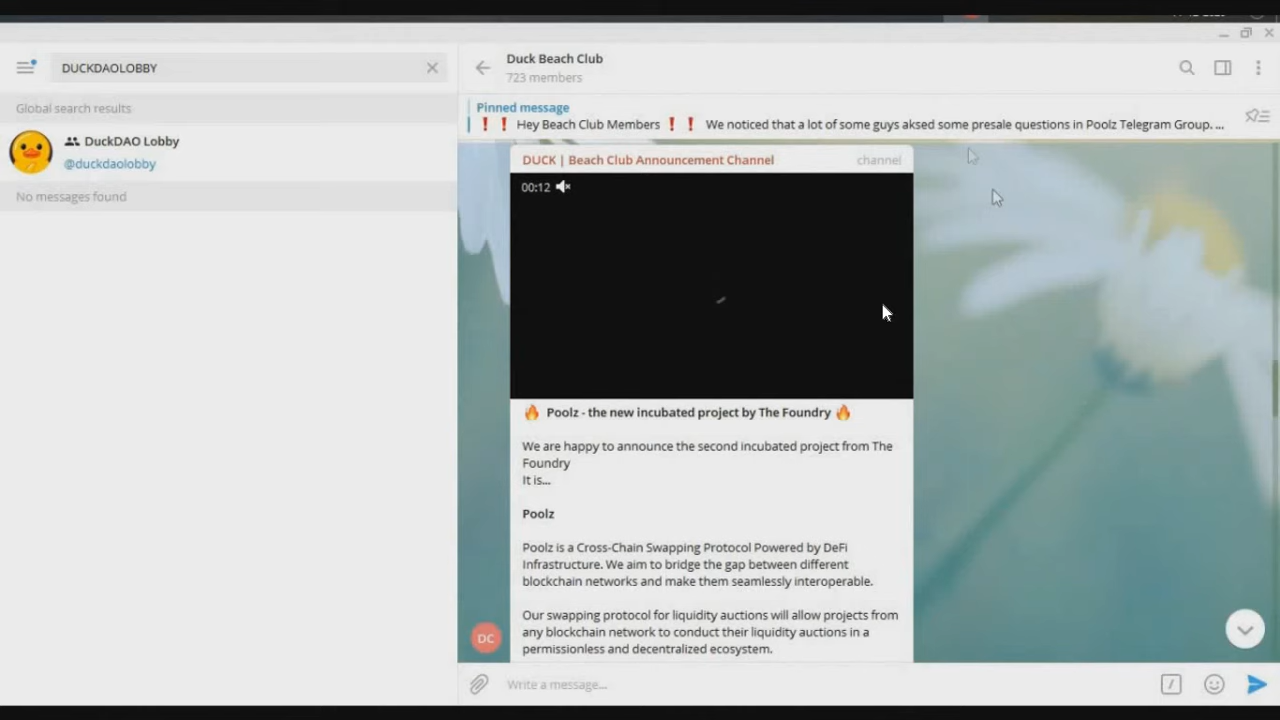 DUCKDAOLOBBY
Global search results
DuckDAO Lobby
@duckdaolobby
No messages found
Duck Beach Club
723 members
Pinned message
❗ ❗ Hey Beach Club Members ❗ ❗ We noticed that a lot of some guys aksed some presale questions in Poolz Telegram Group. ...
DUCK | Beach Club Announcement Channel channel
00:12
🔥 Poolz - the new incubated project by The Foundry 🔥
We are happy to announce the second incubated project from The
Foundry
It is...
Poolz
Poolz is a Cross-Chain Swapping Protocol Powered by DeFi
Infrastructure. We aim to bridge the gap between different
blockchain networks and make them seamlessly interoperable.
Our swapping protocol for liquidity auctions will allow projects from
any blockchain network to conduct their liquidity auctions in a
permissionless and decentralized ecosystem.
DC
Write a message...